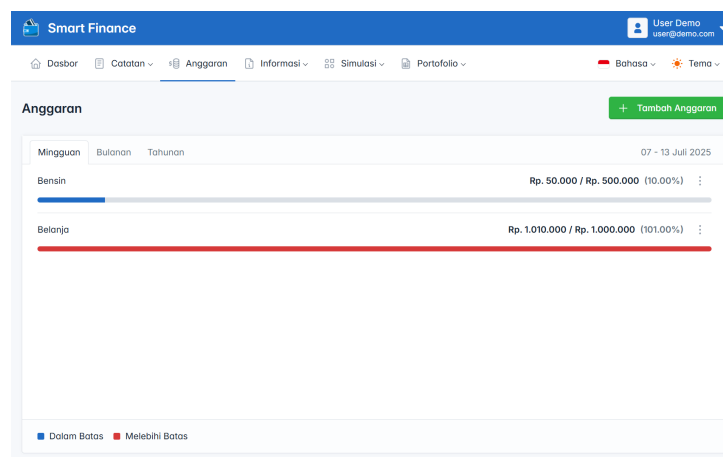 Smart Finance
User Demo
user@demo.com
Dasbor
Catatan
Anggaran
Informasi
Simulasi
Portofolio
Bahasa
Tema
Anggaran
Tambah Anggaran
Mingguan
Bulanan
Tahunan
07 - 13 Juli 2025
Bensin
Rp. 50.000 / Rp. 500.000 (10.00%)
Belanja
Rp. 1.010.000 / Rp. 1.000.000 (101.00%)
Dalam Batas
Melebihi Batas